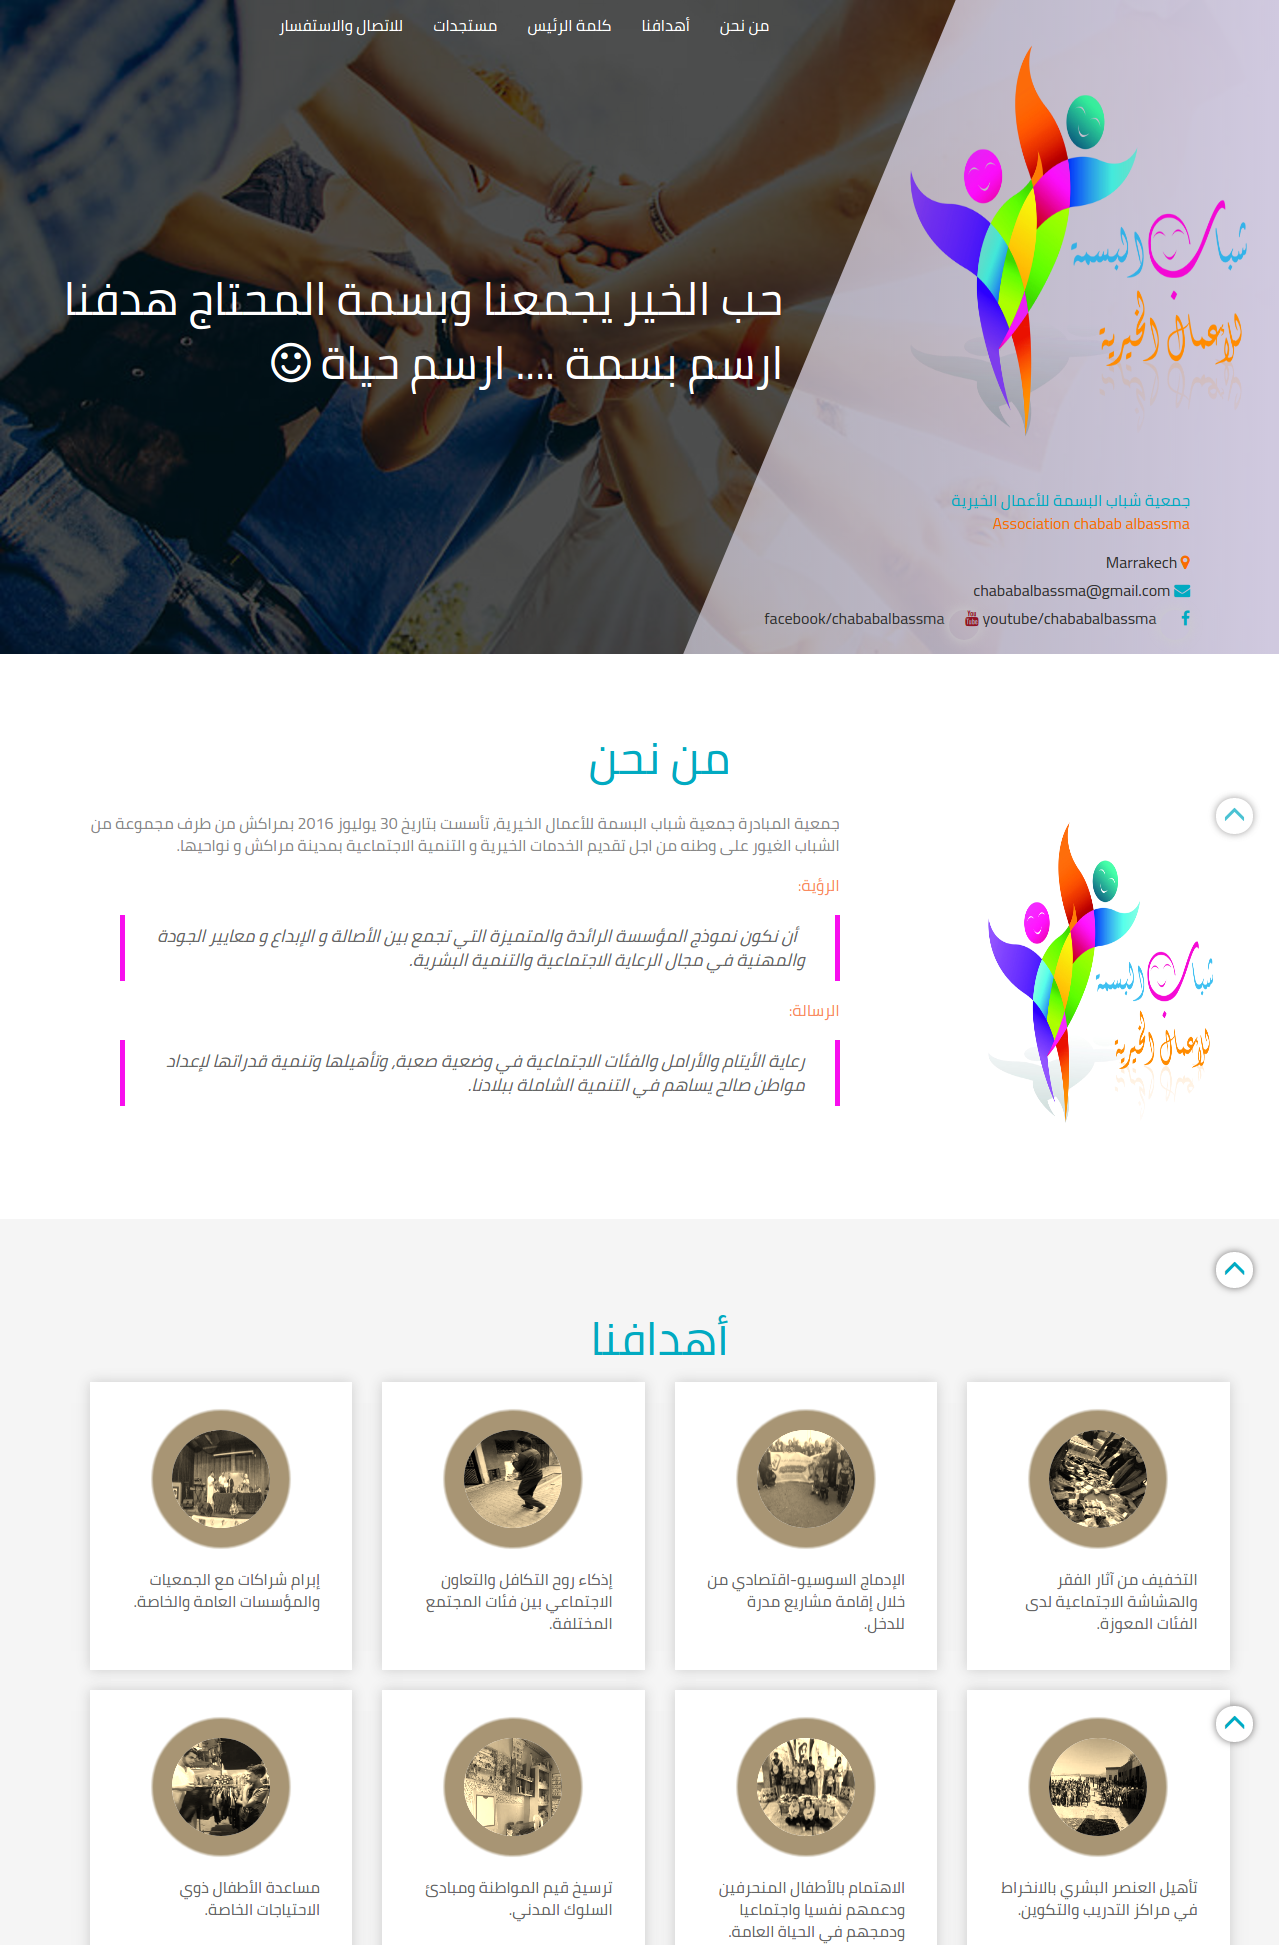 من نحن
أهدافنا
كلمة الرئيس
مستجدات
للاتصال والاستفسار
شباب البسمة
للاعمال الخيرية
حب الخير يجمعنا وبسمة المحتاج هدفنا
ارسم بسمة .... ارسم حياة
جمعية شباب البسمة للأعمال الخيرية
Association chabab albassma
Marrakech
chababalbassma@gmail.com
facebook/chababalbassma You Tube youtube/chababalbassma
من نحن
جمعية المبادرة جمعية شباب البسمة للأعمال الخيرية, تأسست بتاريخ 30 يوليوز 2016 بمراكش من طرف مجموعة من
الشباب الغيور على وطنه من اجل تقديم الخدمات الخيرية و التنمية الاجتماعية بمدينة مراكش و نواحيها.
الرؤية:
أن نكون نموذج المؤسسة الرائدة والمتميزة التي تجمع بين الأصالة و الإبداع و معايير الجودة
والمهنية في مجال الرعاية الاجتماعية والتنمية البشرية.
الرسالة:
رعاية الأيتام والأرامل والفئات الاجتماعية في وضعية صعبة, وتأهيلها وتنمية قدراتها لإعداد
مواطن صالح يساهم في التنمية الشاملة ببلادنا.
شباب البسمة
للاعمال الخيرية
أهدافنا
التخفيف من آثار الفقر
والهشاشة الاجتماعية لدى
الفئات المعوزة.
الإدماج السوسيو-اقتصادي من
خلال إقامة مشاريع مدرة
للدخل.
إذكاء روح التكافل والتعاون
الاجتماعي بين فئات المجتمع
المختلفة.
إبرام شراكات مع الجمعيات
والمؤسسات العامة والخاصة.
تأهيل العنصر البشري بالانخراط
في مراكز التدريب والتكوين.
الاهتمام بالأطفال المنحرفين
ودعمهم نفسيا واجتماعيا
ودمجهم في الحياة العامة.
ترسيخ قيم المواطنة ومبادئ
السلوك المدني.
مساعدة الأطفال ذوي
الاحتياجات الخاصة.